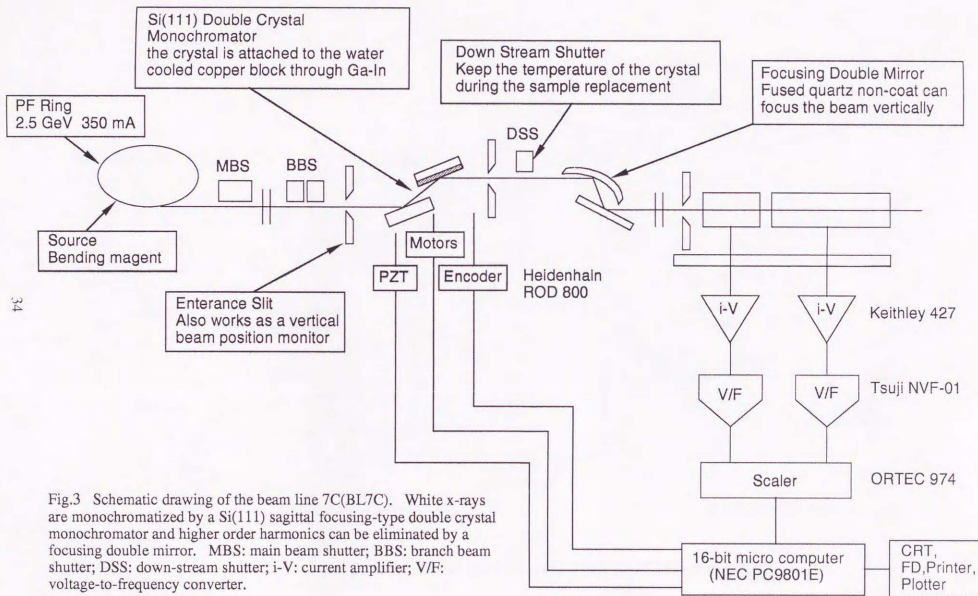 Si(111) Double Crystal
Monochromator
the crystal is attached to the water
cooled copper block through Ga-In
Down Stream Shutter
Keep the temperature of the crystal
during the sample replacement
Focusing Double Mirror
Fused quartz non-coat can
focus the beam vertically
PF Ring
2.5 GeV 350 mA
MBS
BBS
DSS
Source
Bending magent
Motors
PZT
Encoder
Heidenhain
ROD 800
Enterance Slit
Also works as a vertical
beam position monitor
i-V
i-V
Keithley 427
V/F
V/F
Tsuji NVF-01
Scaler
ORTEC 974
16-bit micro computer
(NEC PC9801E)
CRT,
FD,Printer,
Plotter
Fig.3 Schematic drawing of the beam line 7C(BL7C). White x-rays
are monochromatized by a Si(111) sagittal focusing-type double crystal
monochromator and higher order harmonics can be eliminated by a
focusing double mirror. MBS: main beam shutter; BBS: branch beam
shutter; DSS: down-stream shutter; i-V: current amplifier; V/F:
voltage-to-frequency converter.
34